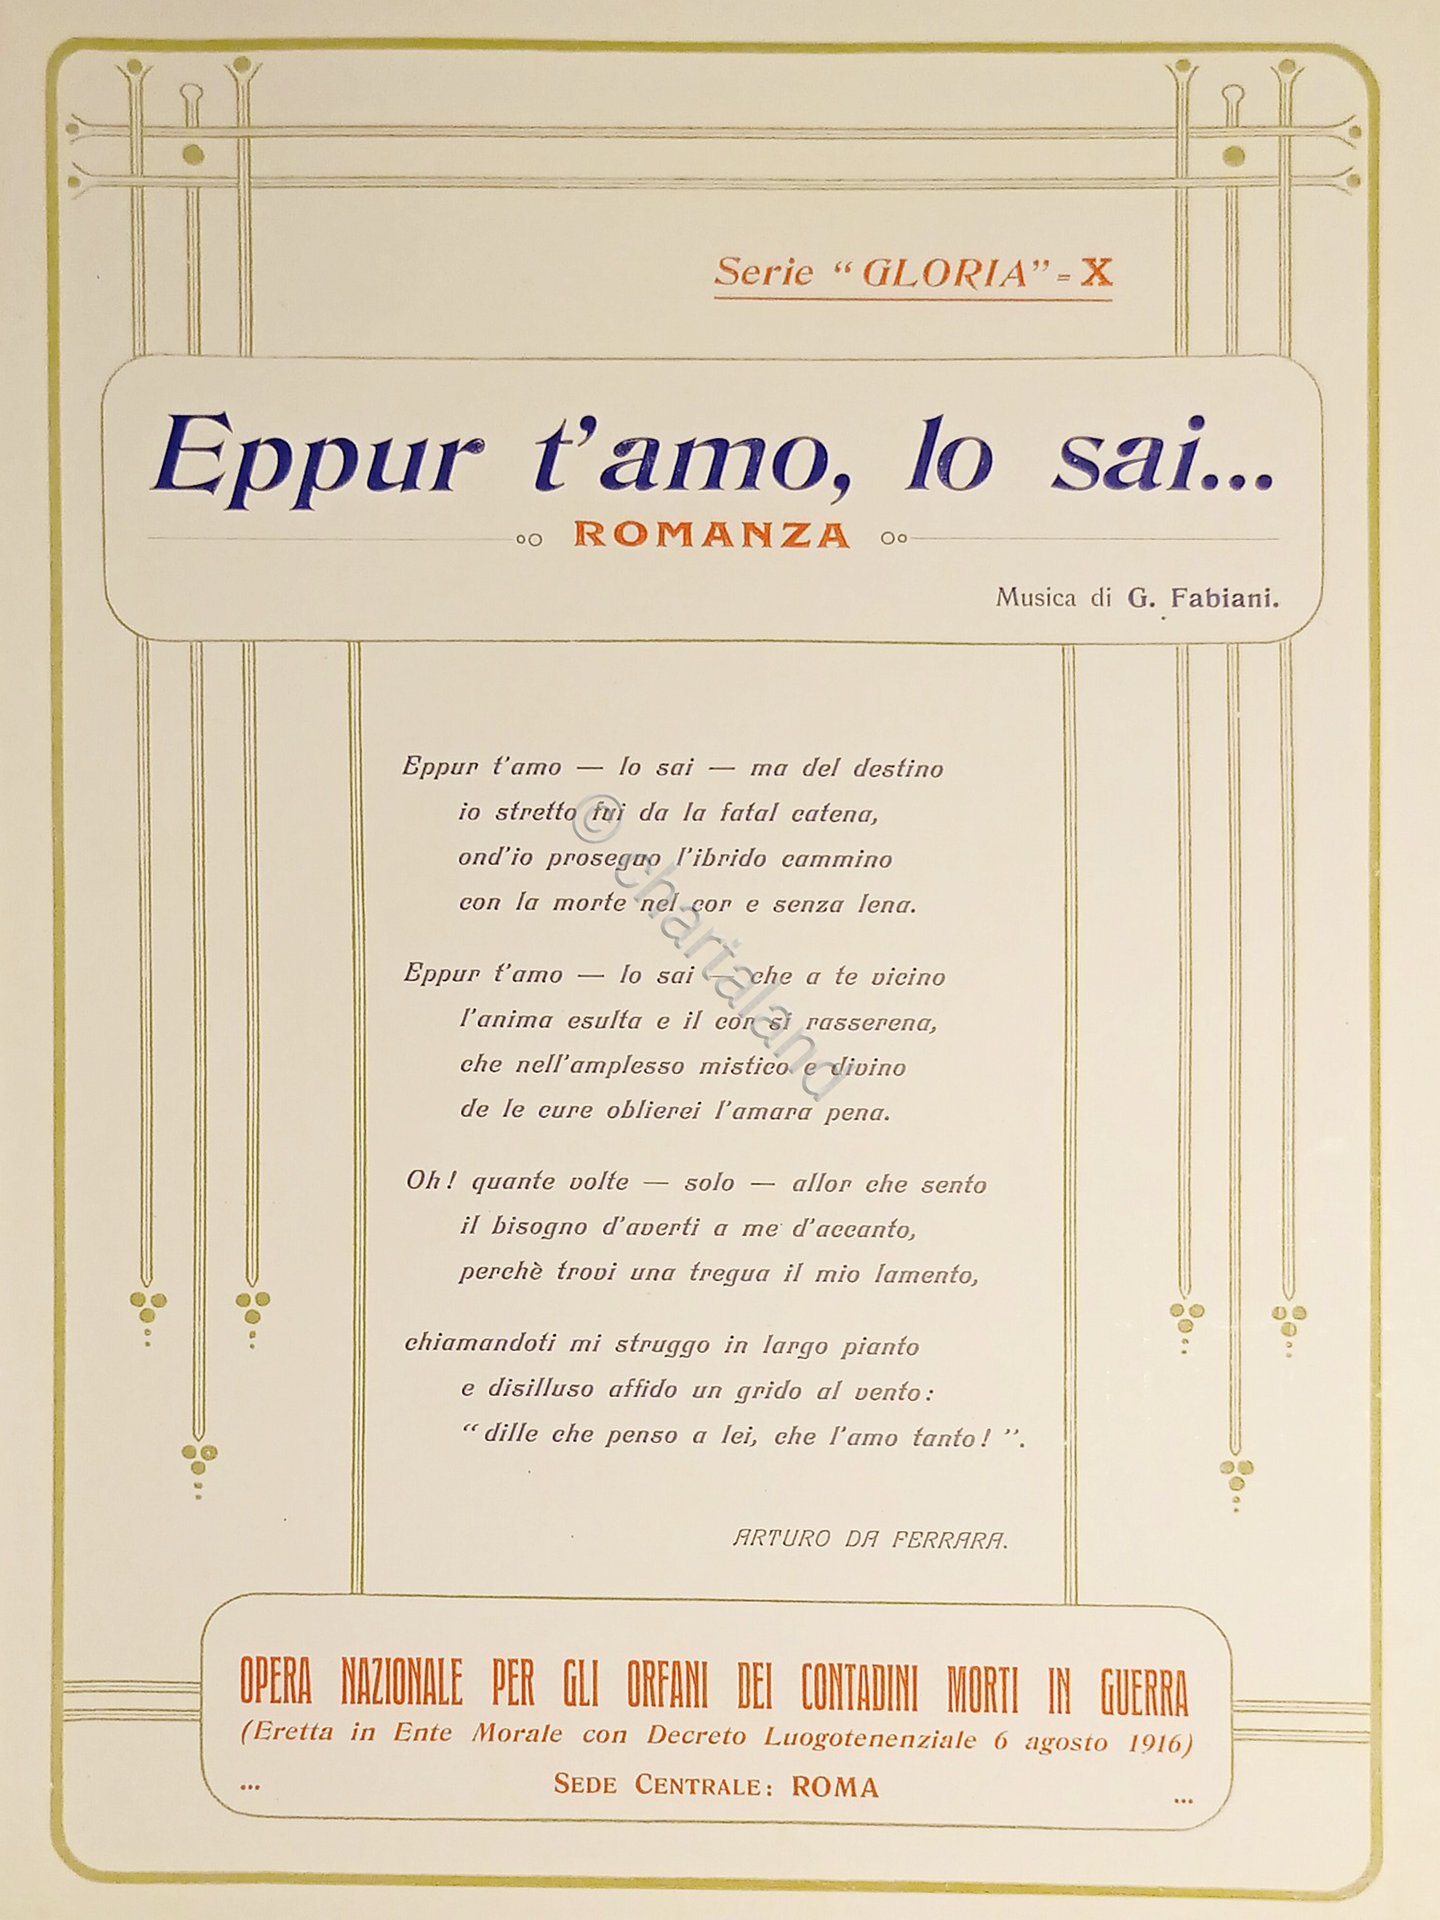 Serie “GLORIA” = X
Eppur t’amo, lo sai...
ROMANZA
Musica di G. Fabiani.
Eppur t’amo — lo sai — ma del destino
io stretto fui da la fatal catena,
ond’io proseguo l’ibrido cammino
con la morte nel cor e senza lena.
Eppur t’amo — lo sai — che a te vicino
l’anima esulta e il cor si rasserena,
che nell’amplesso mistico e divino
de le cure oblierei l’amara pena.
Oh! quante volte — solo — allor che sento
il bisogno d’averti a me d’accanto,
perchè trovi una tregua il mio lamento,
chiamandoti mi struggo in largo pianto
e disilluso affido un grido al vento:
“dille che penso a lei, che l’amo tanto! ”.
ARTURO DA FERRARA.
OPERA NAZIONALE PER GLI ORFANI DEI CONTADINI MORTI IN GUERRA
(Eretta in Ente Morale con Decreto Luogotenenziale 6 agosto 1916)
... SEDE CENTRALE: ROMA ...
© chartaland